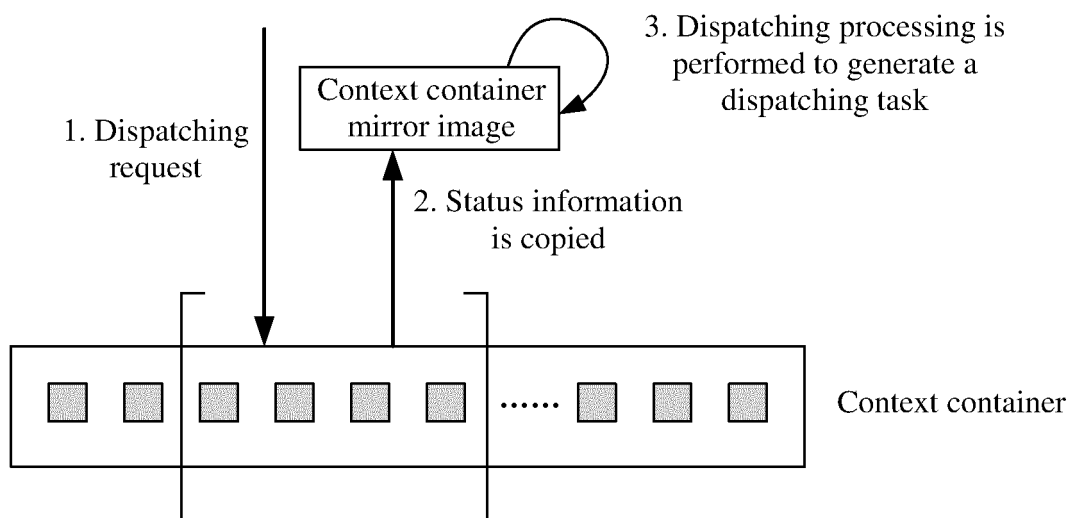 3. Dispatching processing is
performed to generate a
dispatching task
Context container
mirror image
1. Dispatching
request
2. Status information
is copied
......
Context container